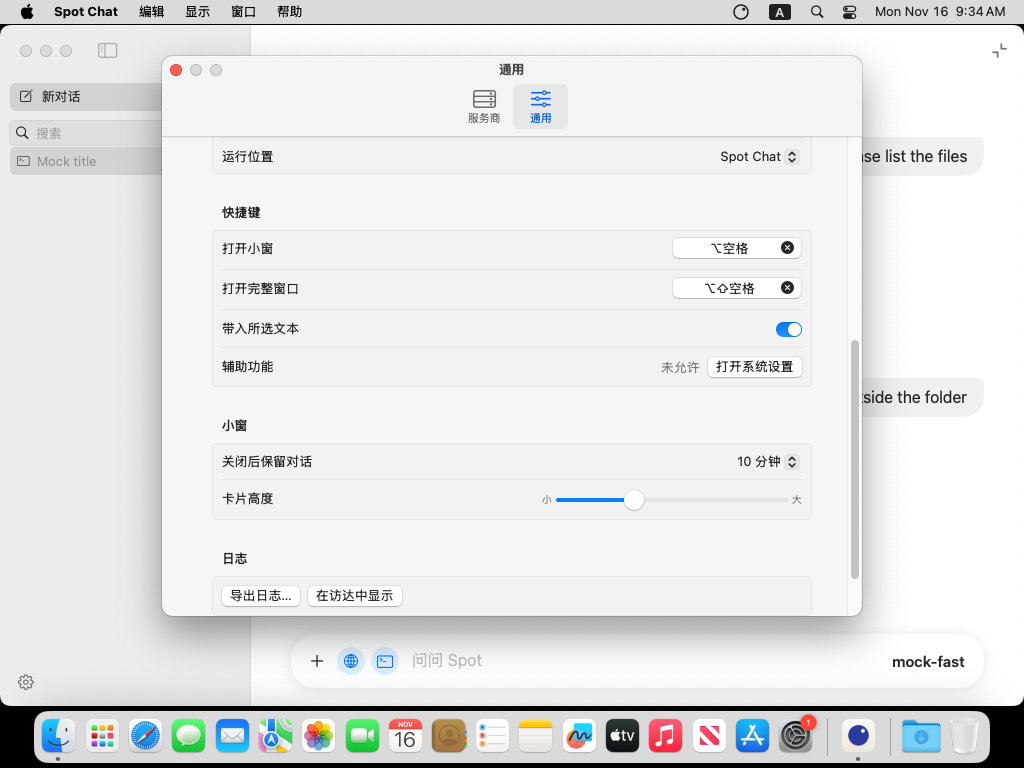 Spot Chat 编辑 显示 窗口 帮助 A Mon Nov 16 9:34 AM
通用
服务商 通用
新对话
搜索
Mock title
运行位置 Spot Chat
se list the files
快捷键
打开小窗 ⌥空格
打开完整窗口 ⌥⇧空格
带入所选文本
辅助功能 未允许 打开系统设置
side the folder
小窗
关闭后保留对话 10 分钟
卡片高度 小 大
日志
导出日志... 在访达中显示
问问 Spot mock-fast
NOV
16
tv
1